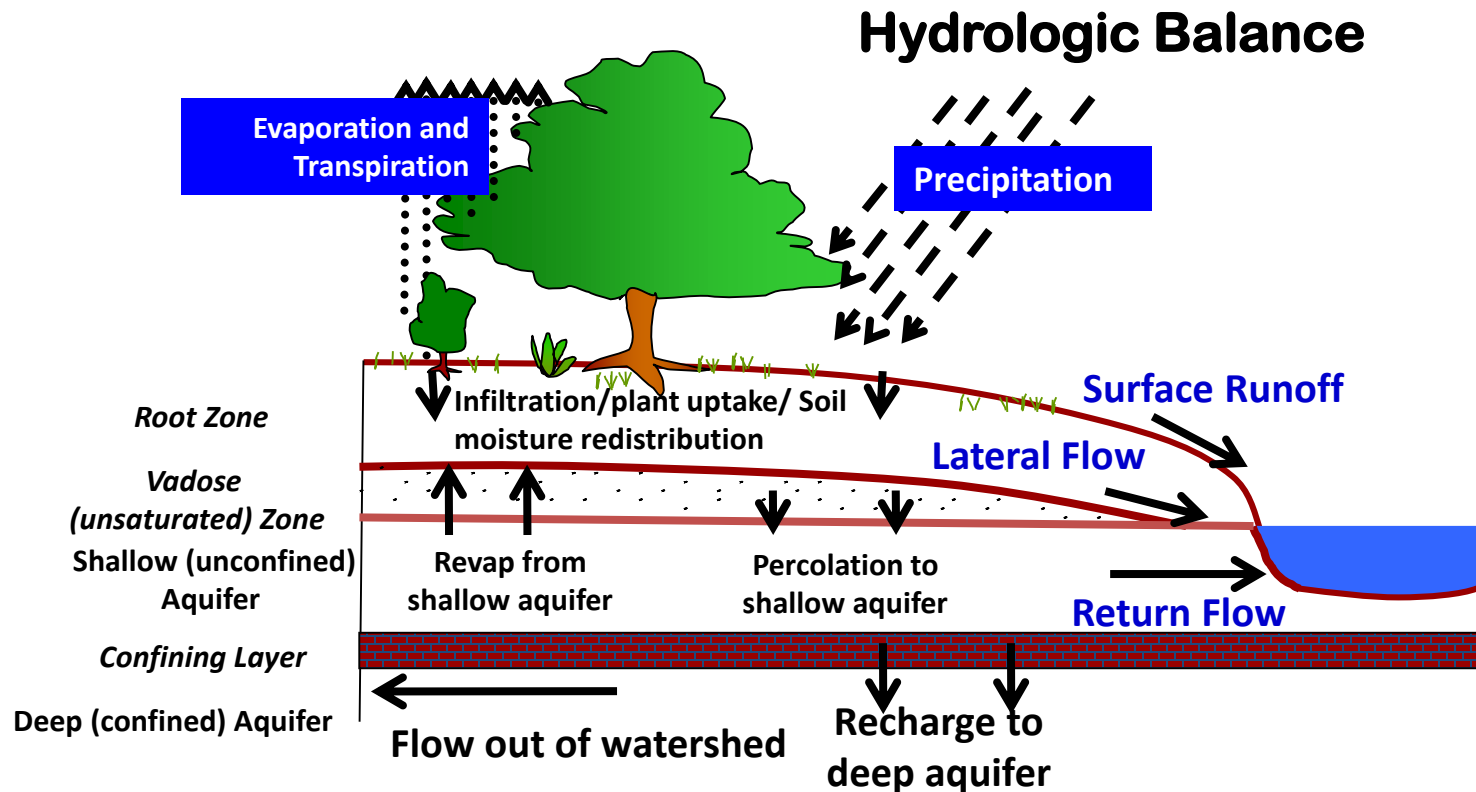 Hydrologic Balance
Evaporation and
Transpiration
Precipitation
Surface Runoff
Root Zone
Infiltration/plant uptake/ Soil
moisture redistribution
Lateral Flow
Vadose
(unsaturated) Zone
Shallow (unconfined)
Aquifer
Revap from
shallow aquifer
Percolation to
shallow aquifer
Return Flow
Confining Layer
Deep (confined) Aquifer
Flow out of watershed
Recharge to
deep aquifer